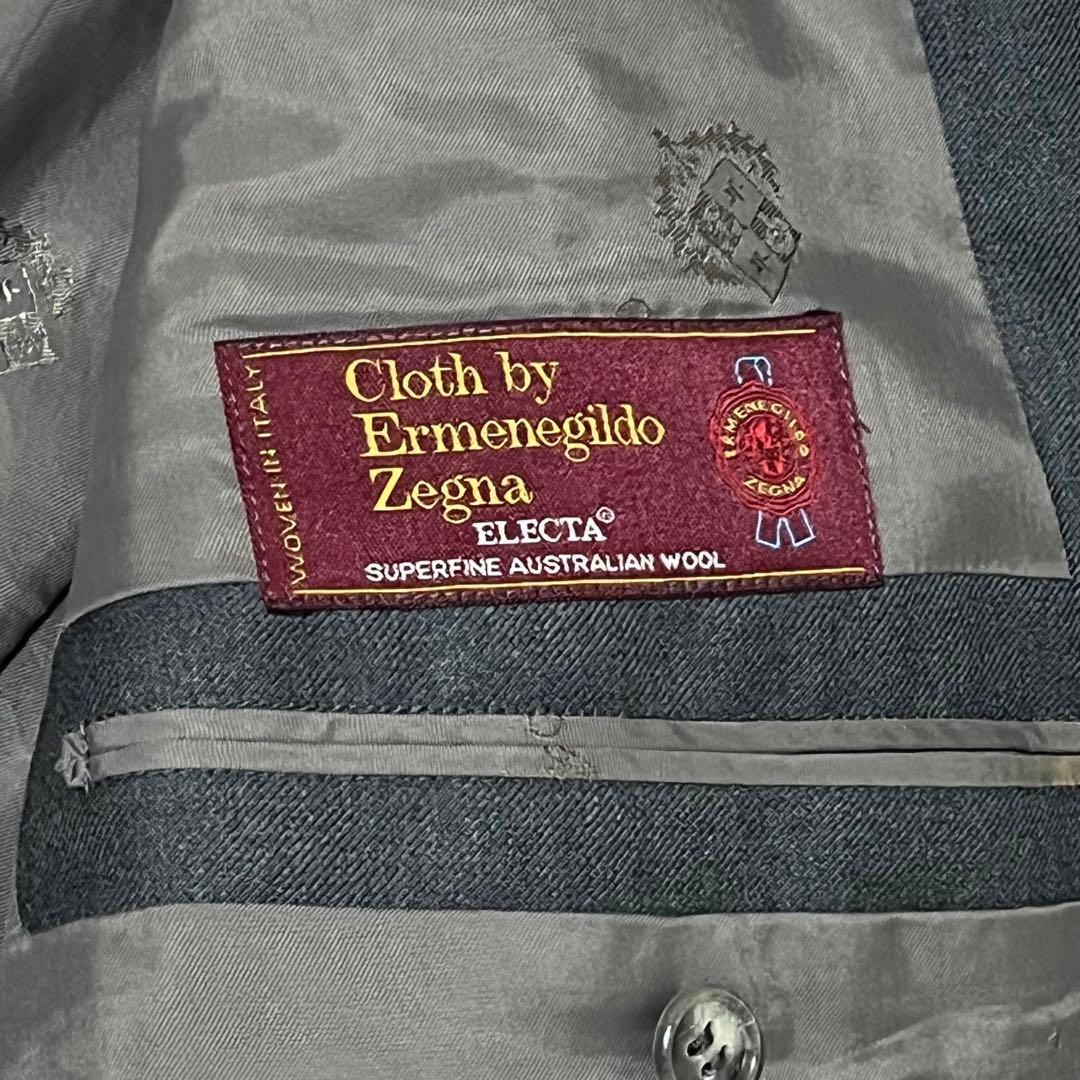 WOVEN IN ITALY
Cloth by
Ermenegildo
Zegna
ELECTA®
SUPERFINE AUSTRALIAN WOOL
ERMENEGILDO
ZEGNA